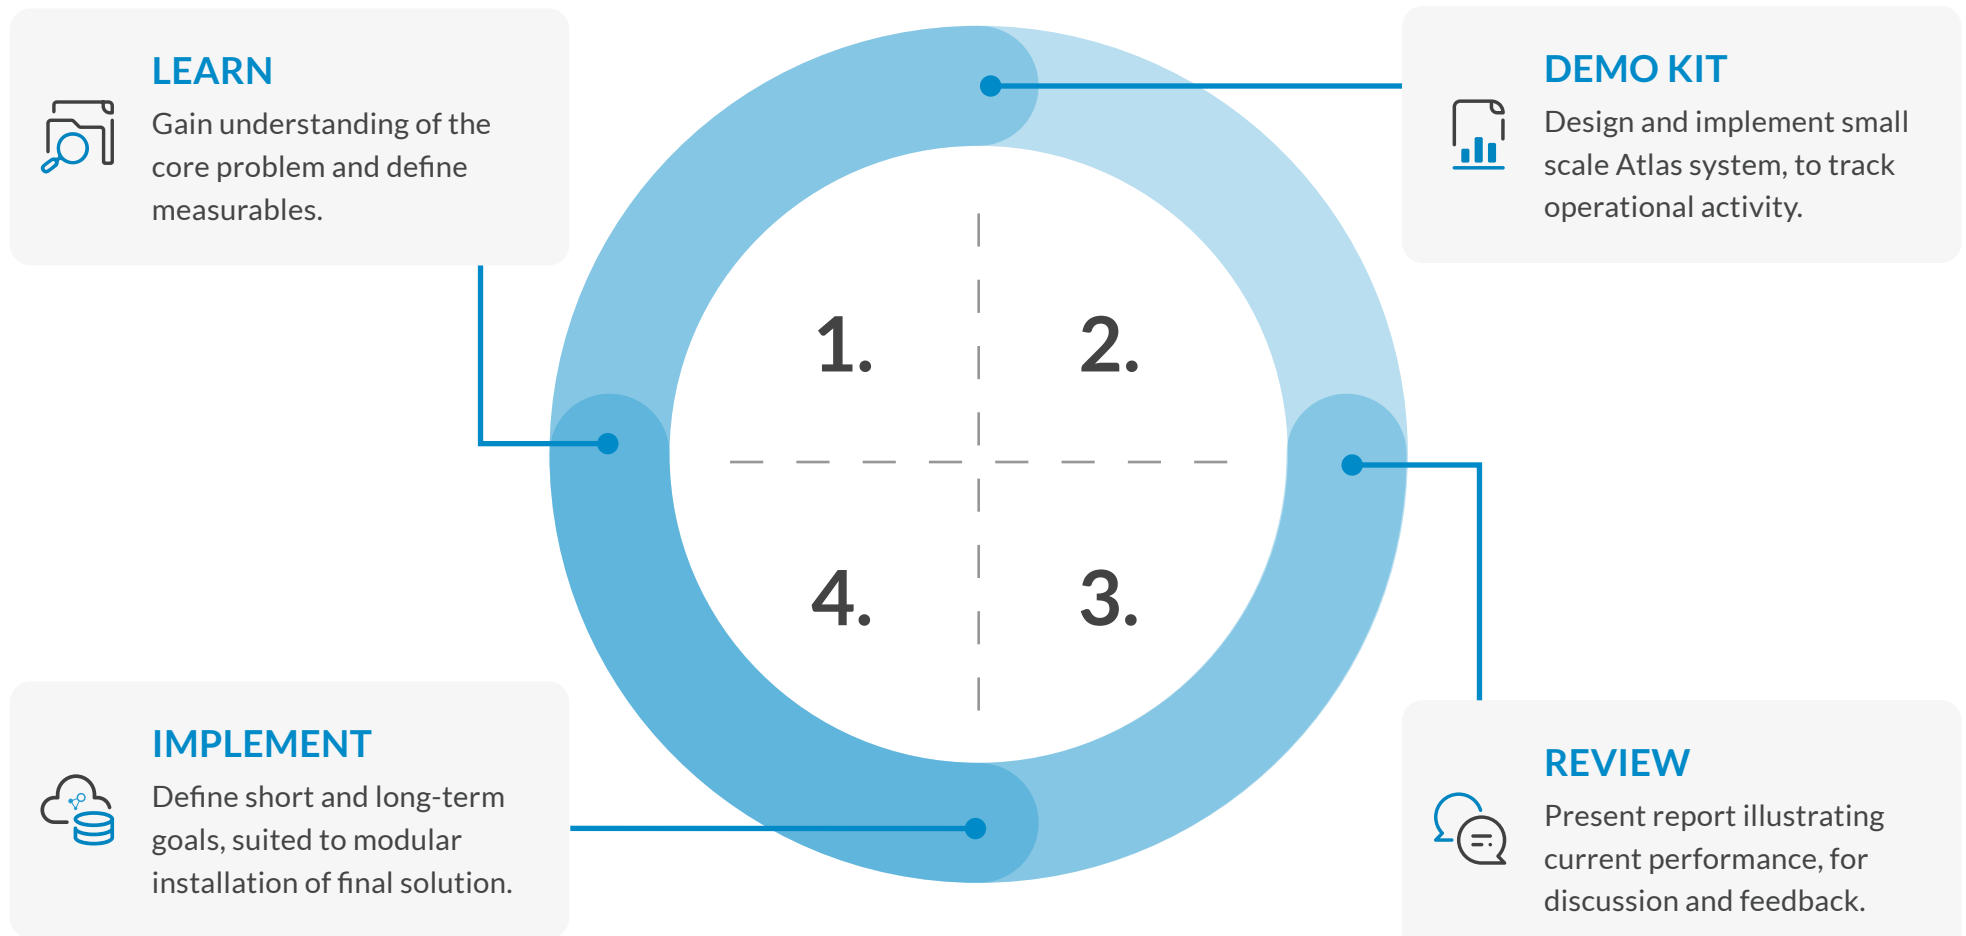 LEARN
Gain understanding of the
core problem and define
measurables.
DEMO KIT
Design and implement small
scale Atlas system, to track
operational activity.
1.
2.
4.
3.
IMPLEMENT
Define short and long-term
goals, suited to modular
installation of final solution.
REVIEW
Present report illustrating
current performance, for
discussion and feedback.